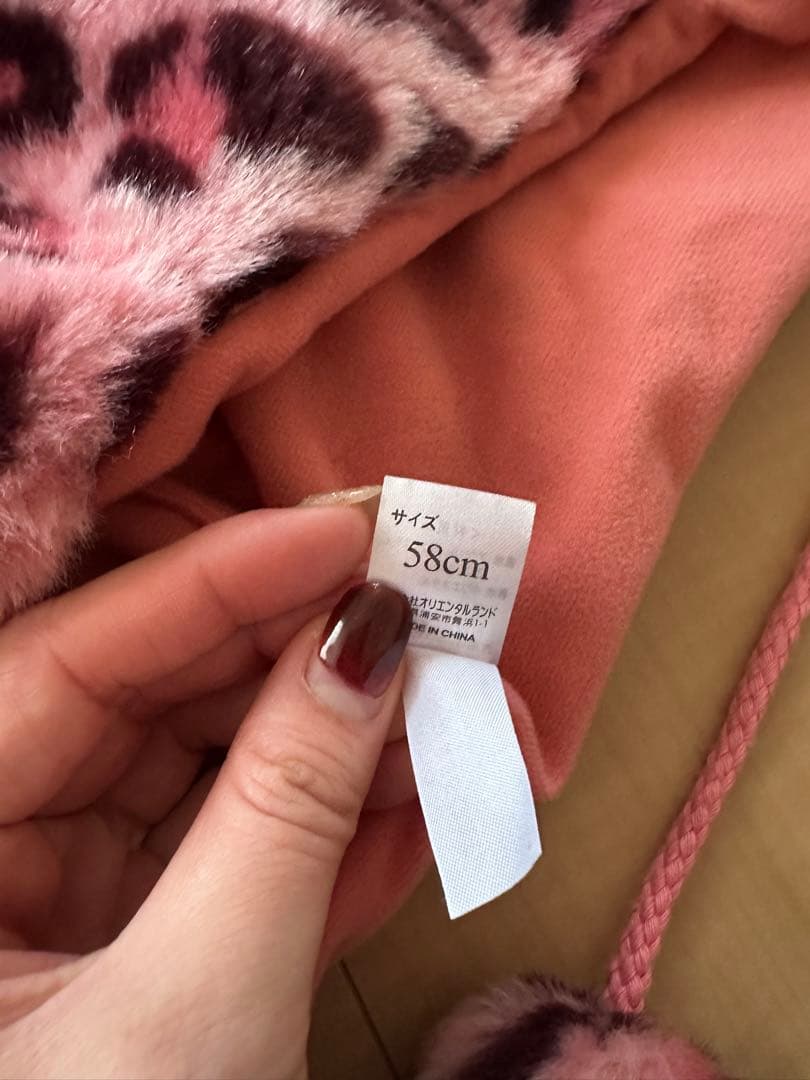 サイズ
58cm
社オリエンタルランド
県浦安市舞浜1-1
DE IN CHINA